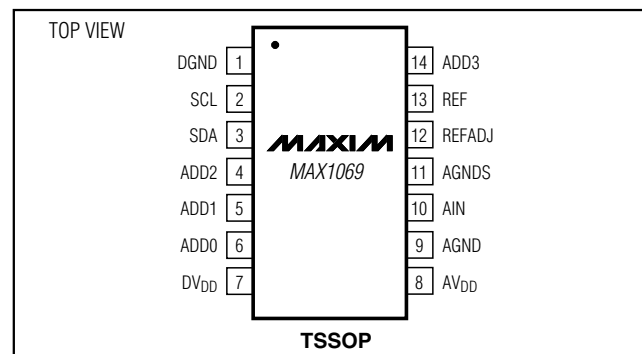 TOP VIEW
DGND 1
SCL 2
SDA 3
ADD2 4
ADD1 5
ADD0 6
DVDD 7
MAXIM
MAX1069
14 ADD3
13 REF
12 REFADJ
11 AGNDS
10 AIN
9 AGND
8 AVDD
TSSOP